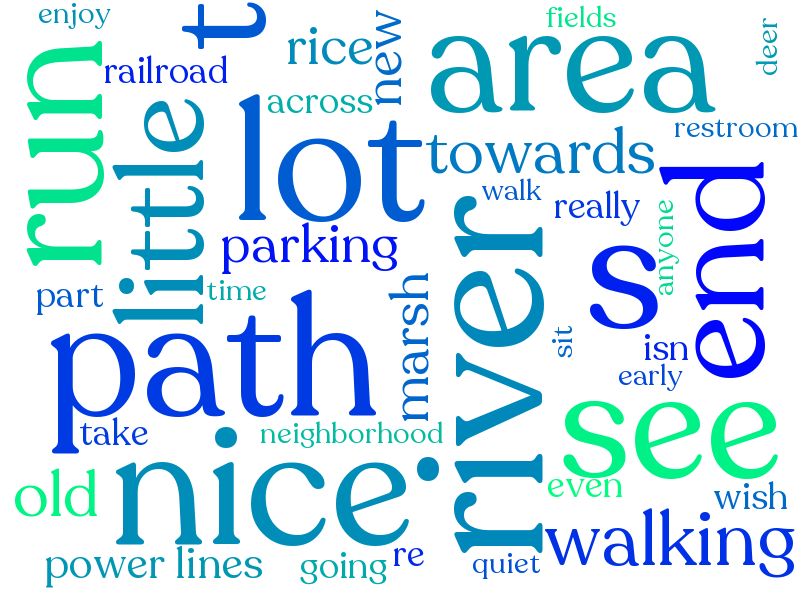 enjoy
t
rice
new
fields
deer
railroad
area
run
across
little
lot
restroom
towards
walk
really
end
anyone
parking
river
s
part
time
marsh
sit
path
isn
early
take
neighborhood
see
nice
old
even
wish
walking
power lines
going
re
quiet